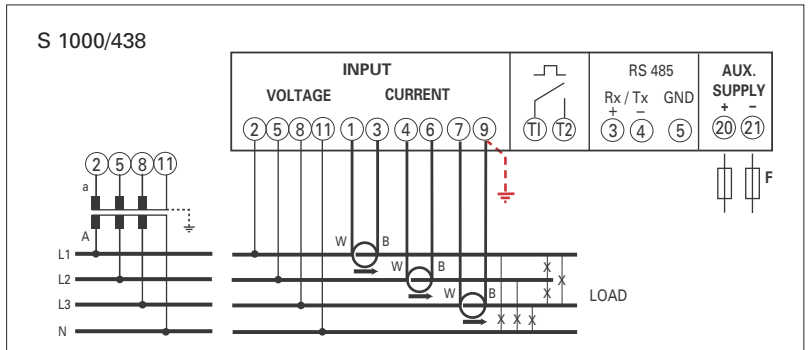 S 1000/438
INPUT
RS 485
AUX. SUPPLY
VOLTAGE
CURRENT
Rx / Tx
GND
+ −
+ −
2 5 8 11 1 3 4 6 7 9
T1 T2
3 4 5
20 21
2 5 8 11
a
F
A
W B
L1
W B
L2
W B
L3
LOAD
N